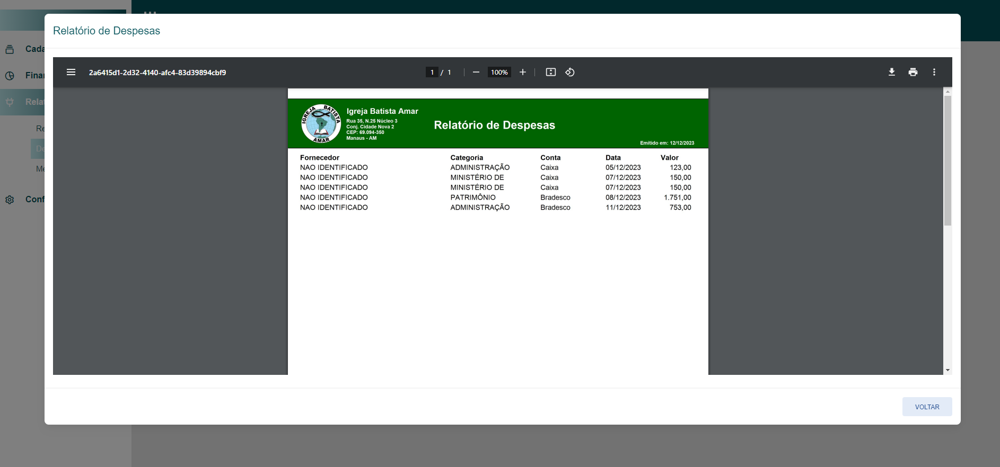 Relatório de Despesas
Cada
Finan
Relat
Re
De
Me
Conf
2a6415d1-2d32-4140-afc4-83d39894cbf9
1 / 1
100%
IGREJA BATISTA
AMAR
Igreja Batista Amar
Rua 35, N.25 Núcleo 3
Conj. Cidade Nova 2
CEP: 69.094-350
Manaus - AM
Relatório de Despesas
Emitido em: 12/12/2023
Fornecedor Categoria Conta Data Valor
NAO IDENTIFICADO ADMINISTRAÇÃO Caixa 05/12/2023 123,00
NAO IDENTIFICADO MINISTÉRIO DE Caixa 07/12/2023 150,00
NAO IDENTIFICADO MINISTÉRIO DE Caixa 07/12/2023 150,00
NAO IDENTIFICADO PATRIMÔNIO Bradesco 08/12/2023 1.751,00
NAO IDENTIFICADO ADMINISTRAÇÃO Bradesco 11/12/2023 753,00
VOLTAR